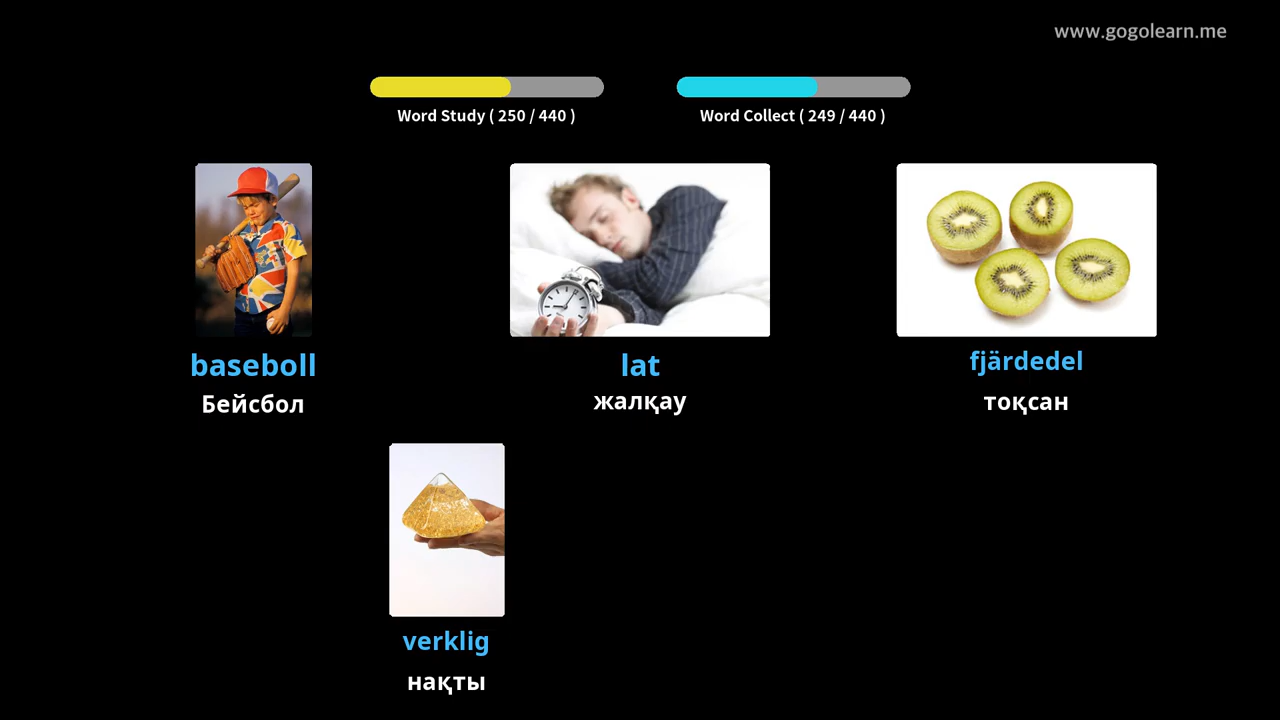 www.gogolearn.me
Word Study ( 250 / 440 )
Word Collect ( 249 / 440 )
baseboll
Бейсбол
lat
жалқау
fjärdedel
тоқсан
verklig
нақты